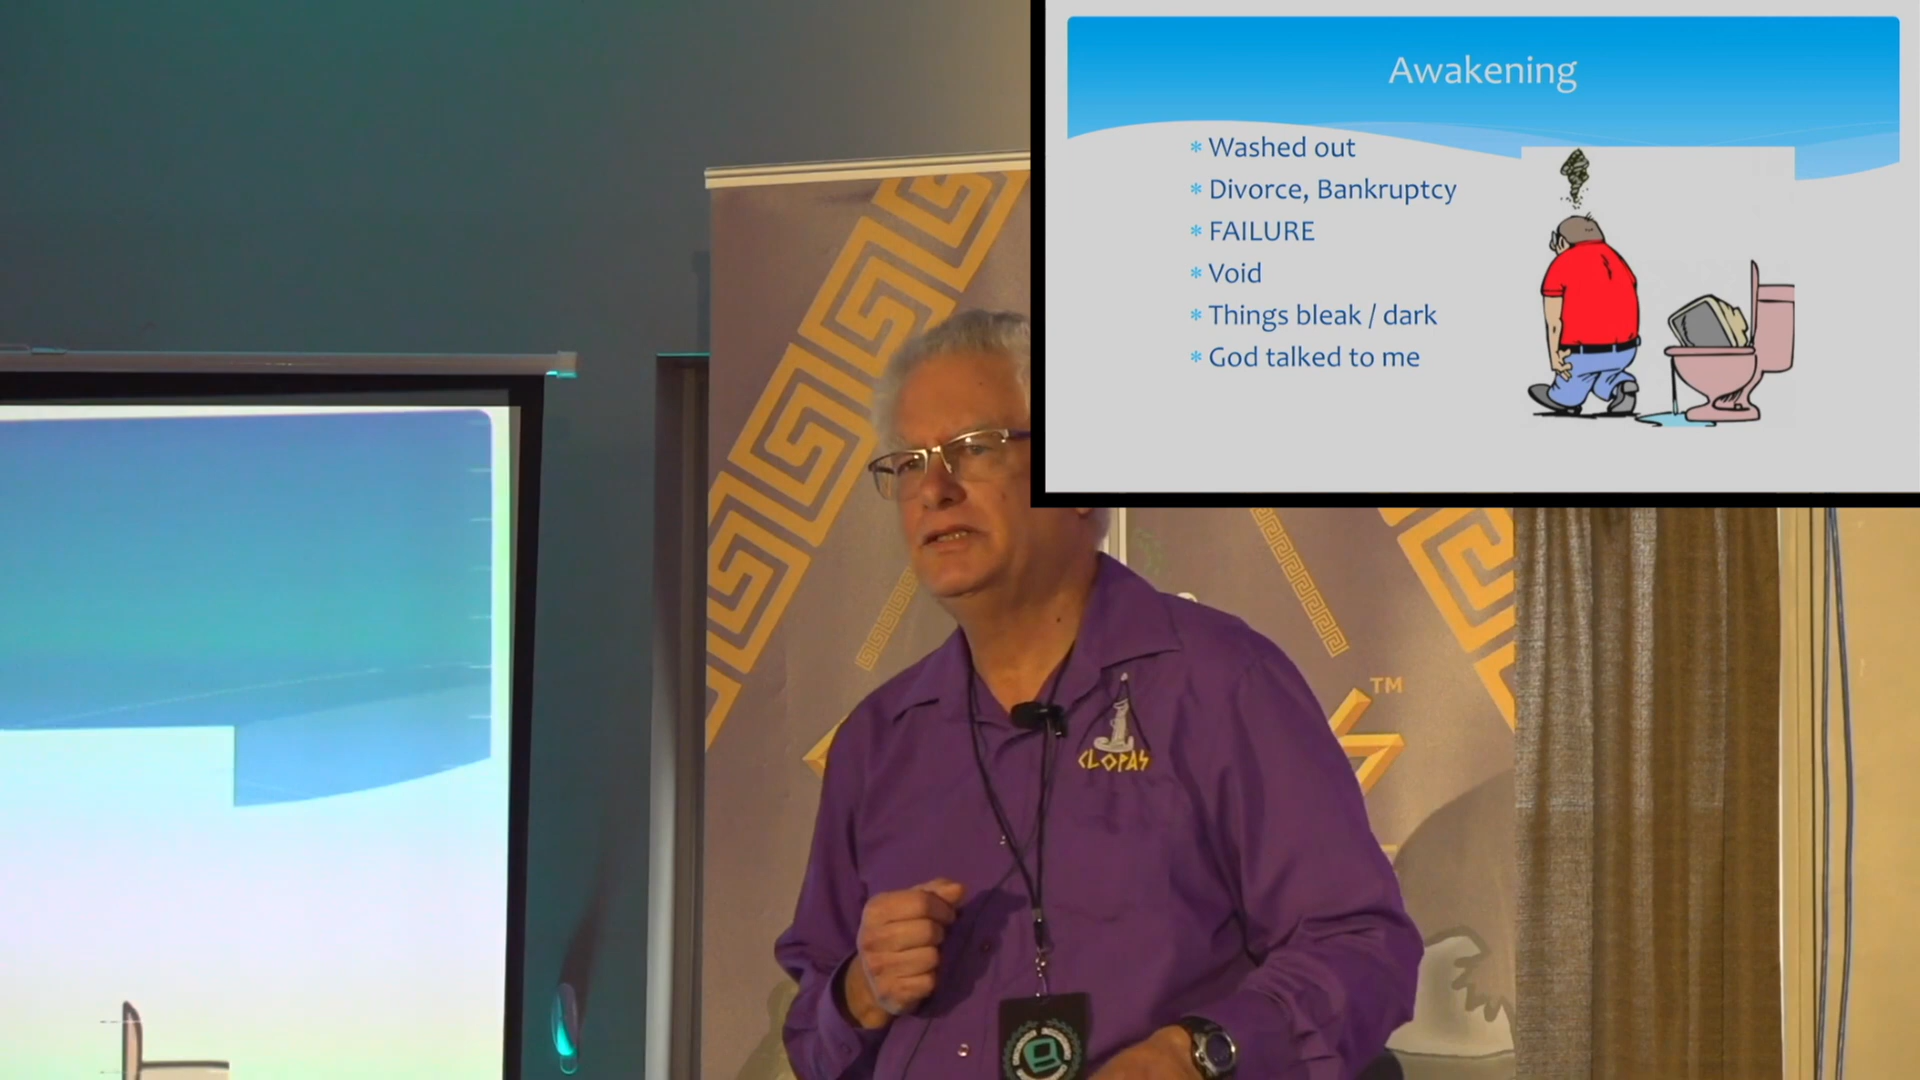 Awakening
* Washed out
* Divorce, Bankruptcy
* FAILURE
* Void
* Things bleak / dark
* God talked to me
TM
CLOPAS